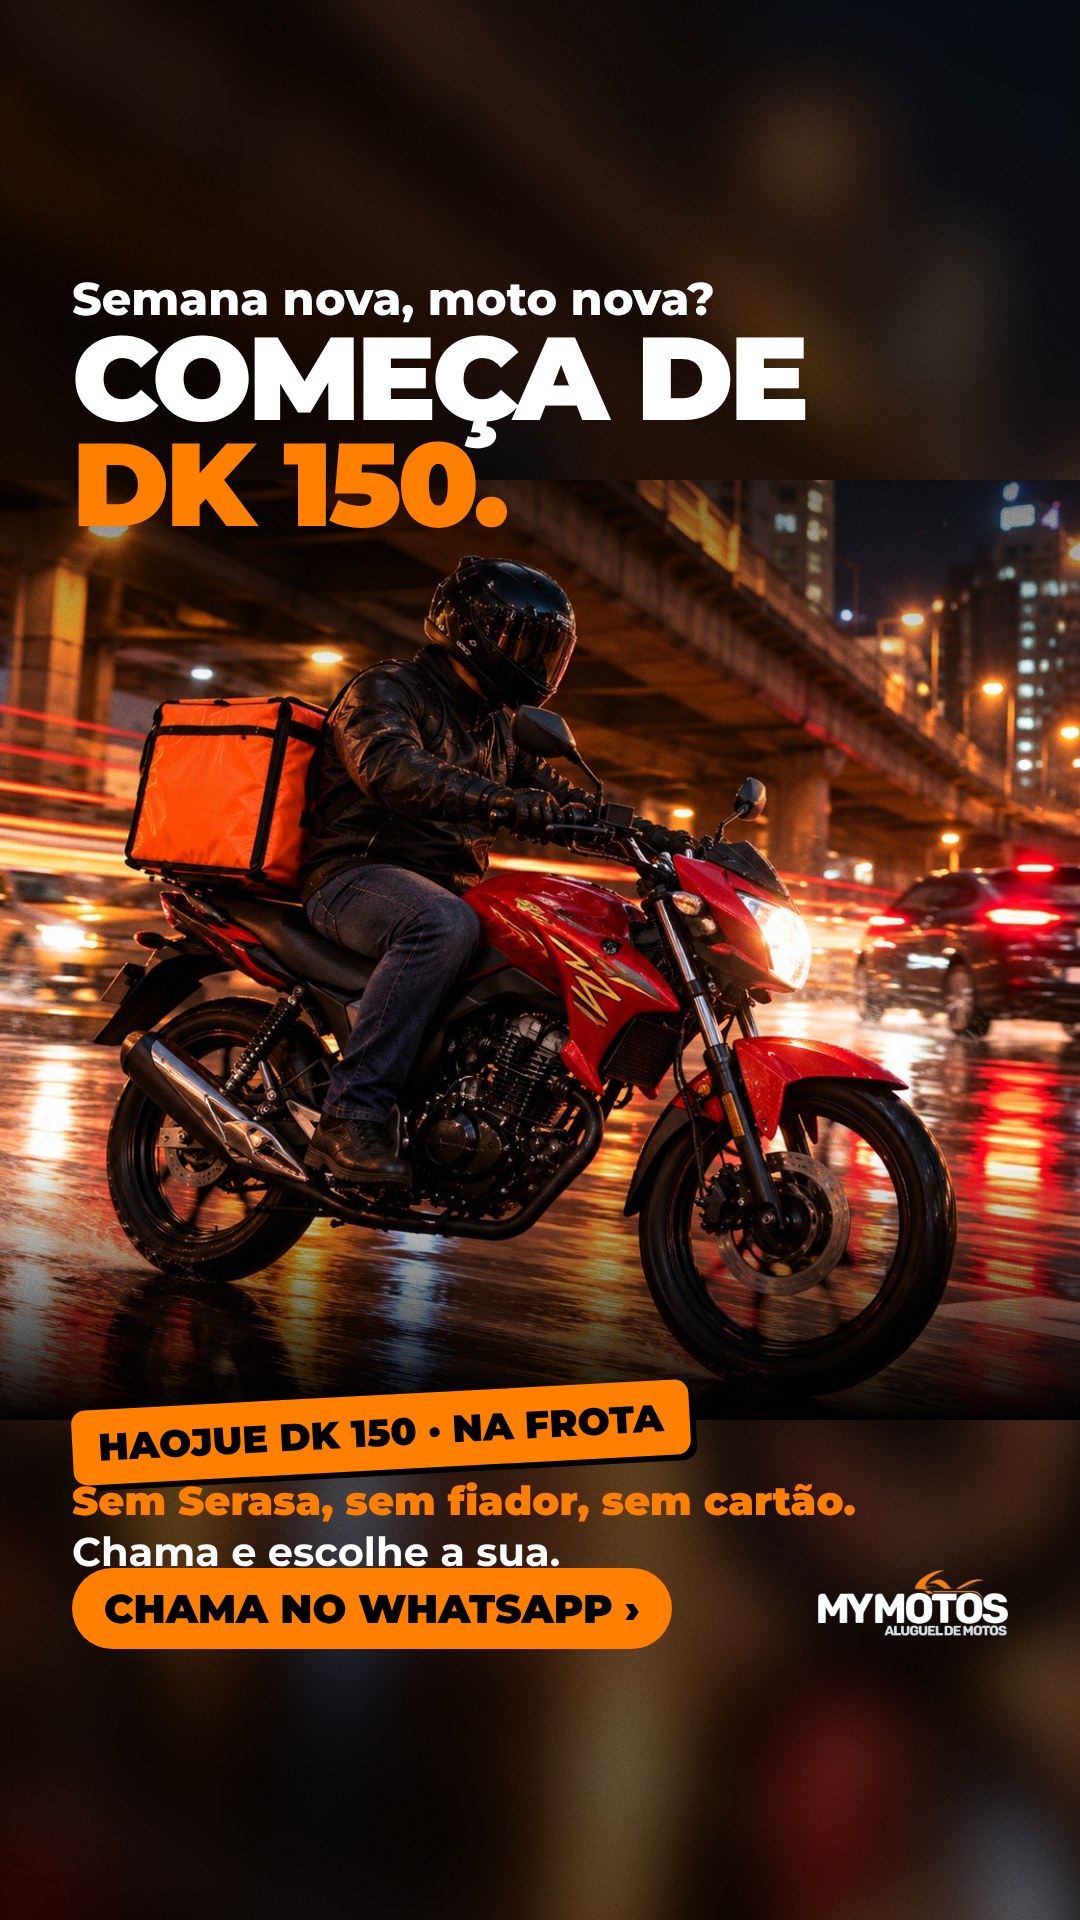 Semana nova, moto nova?
COMEÇA DE
DK 150.
HAOJUE DK 150 • NA FROTA
Sem Serasa, sem fiador, sem cartão.
Chama e escolhe a sua.
CHAMA NO WHATSAPP ›
MYMOTOS
ALUGUEL DE MOTOS